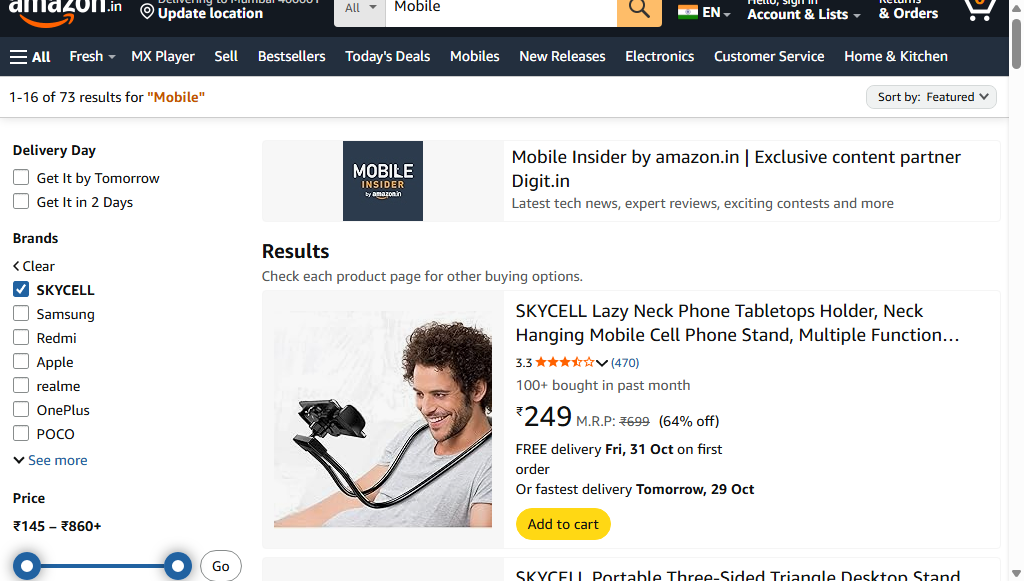 amazon.in
Delivering to Mumbai 400001
Update location
All
Mobile
EN
Hello, sign in
Account & Lists
Returns
& Orders
0
All
Fresh
MX Player
Sell
Bestsellers
Today's Deals
Mobiles
New Releases
Electronics
Customer Service
Home & Kitchen
1-16 of 73 results for "Mobile"
Sort by: Featured
Delivery Day
Get It by Tomorrow
Get It in 2 Days
Brands
Clear
SKYCELL
Samsung
Redmi
Apple
realme
OnePlus
POCO
See more
Price
₹145 – ₹860+
Go
MOBILE
INSIDER
by amazon.in
Mobile Insider by amazon.in | Exclusive content partner
Digit.in
Latest tech news, expert reviews, exciting contests and more
Results
Check each product page for other buying options.
SKYCELL Lazy Neck Phone Tabletops Holder, Neck
Hanging Mobile Cell Phone Stand, Multiple Function…
3.3 (470)
100+ bought in past month
₹249 M.R.P: ₹699 (64% off)
FREE delivery Fri, 31 Oct on first
order
Or fastest delivery Tomorrow, 29 Oct
Add to cart
SKYCELL Portable Three-Sided Triangle Desktop Stand